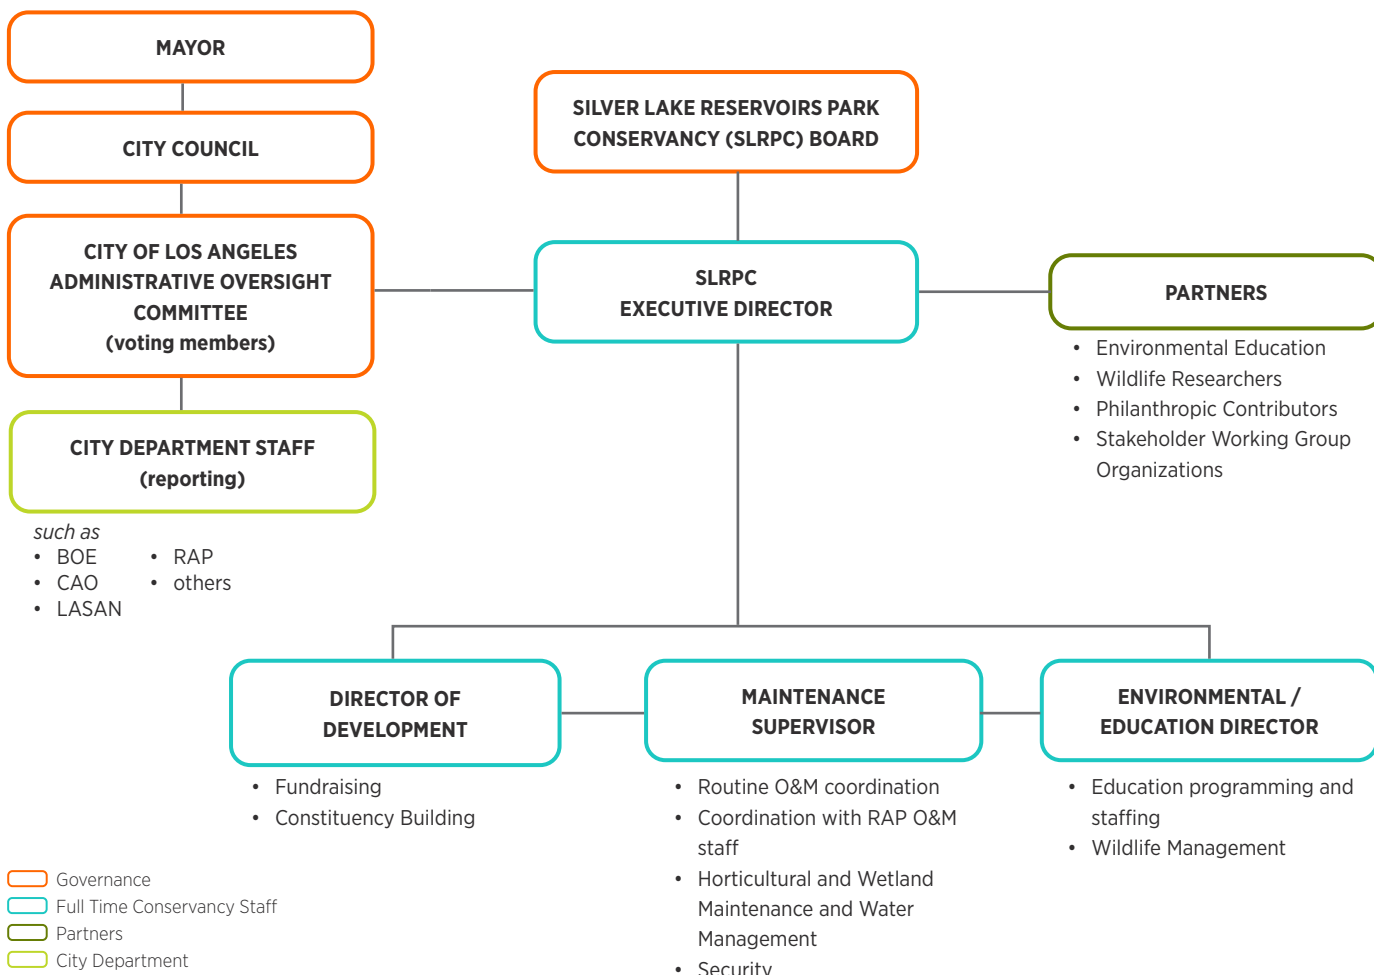 MAYOR
CITY COUNCIL
CITY OF LOS ANGELES
ADMINISTRATIVE OVERSIGHT
COMMITTEE
(voting members)
CITY DEPARTMENT STAFF
(reporting)
such as
• BOE
• CAO
• LASAN
• RAP
• others
SILVER LAKE RESERVOIRS PARK
CONSERVANCY (SLRPC) BOARD
SLRPC
EXECUTIVE DIRECTOR
PARTNERS
• Environmental Education
• Wildlife Researchers
• Philanthropic Contributors
• Stakeholder Working Group
Organizations
DIRECTOR OF
DEVELOPMENT
• Fundraising
• Constituency Building
MAINTENANCE
SUPERVISOR
• Routine O&M coordination
• Coordination with RAP O&M
staff
• Horticultural and Wetland
Maintenance and Water
Management
• Security
ENVIRONMENTAL /
EDUCATION DIRECTOR
• Education programming and
staffing
• Wildlife Management
Governance
Full Time Conservancy Staff
Partners
City Department